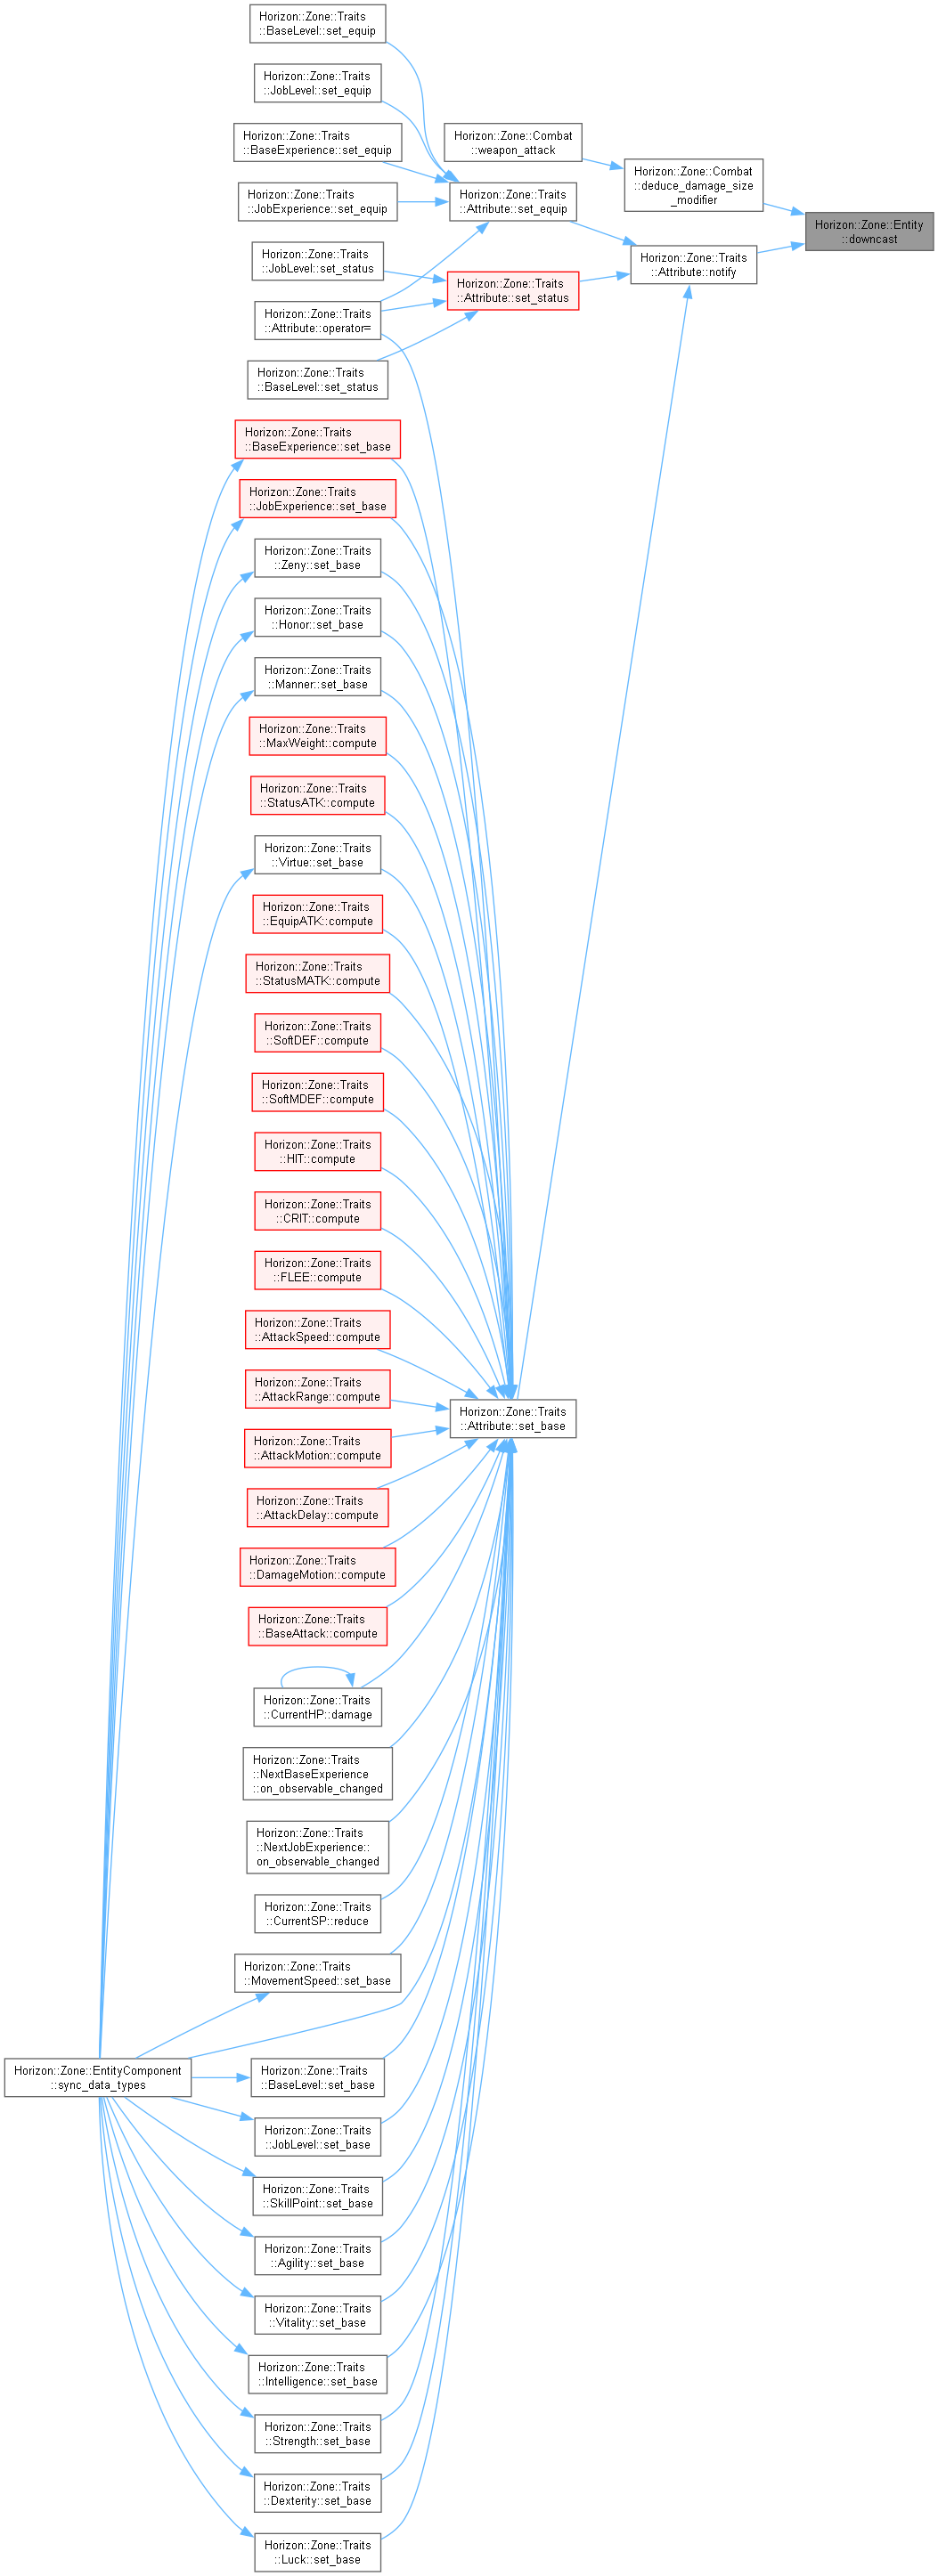 Horizon::Zone::Traits
::BaseLevel::set_equip
Horizon::Zone::Traits
::JobLevel::set_equip
Horizon::Zone::Traits
::BaseExperience::set_equip
Horizon::Zone::Combat
::weapon_attack
Horizon::Zone::Combat
::deduce_damage_size
_modifier
Horizon::Zone::Traits
::JobExperience::set_equip
Horizon::Zone::Traits
::Attribute::set_equip
Horizon::Zone::Entity
::downcast
Horizon::Zone::Traits
::JobLevel::set_status
Horizon::Zone::Traits
::Attribute::notify
Horizon::Zone::Traits
::Attribute::set_status
Horizon::Zone::Traits
::Attribute::operator=
Horizon::Zone::Traits
::BaseLevel::set_status
Horizon::Zone::Traits
::BaseExperience::set_base
Horizon::Zone::Traits
::JobExperience::set_base
Horizon::Zone::Traits
::Zeny::set_base
Horizon::Zone::Traits
::Honor::set_base
Horizon::Zone::Traits
::Manner::set_base
Horizon::Zone::Traits
::MaxWeight::compute
Horizon::Zone::Traits
::StatusATK::compute
Horizon::Zone::Traits
::Virtue::set_base
Horizon::Zone::Traits
::EquipATK::compute
Horizon::Zone::Traits
::StatusMATK::compute
Horizon::Zone::Traits
::SoftDEF::compute
Horizon::Zone::Traits
::SoftMDEF::compute
Horizon::Zone::Traits
::HIT::compute
Horizon::Zone::Traits
::CRIT::compute
Horizon::Zone::Traits
::FLEE::compute
Horizon::Zone::Traits
::AttackSpeed::compute
Horizon::Zone::Traits
::AttackRange::compute
Horizon::Zone::Traits
::Attribute::set_base
Horizon::Zone::Traits
::AttackMotion::compute
Horizon::Zone::Traits
::AttackDelay::compute
Horizon::Zone::Traits
::DamageMotion::compute
Horizon::Zone::Traits
::BaseAttack::compute
Horizon::Zone::Traits
::CurrentHP::damage
Horizon::Zone::Traits
::NextBaseExperience
::on_observable_changed
Horizon::Zone::Traits
::NextJobExperience::
on_observable_changed
Horizon::Zone::Traits
::CurrentSP::reduce
Horizon::Zone::Traits
::MovementSpeed::set_base
Horizon::Zone::EntityComponent
::sync_data_types
Horizon::Zone::Traits
::BaseLevel::set_base
Horizon::Zone::Traits
::JobLevel::set_base
Horizon::Zone::Traits
::SkillPoint::set_base
Horizon::Zone::Traits
::Agility::set_base
Horizon::Zone::Traits
::Vitality::set_base
Horizon::Zone::Traits
::Intelligence::set_base
Horizon::Zone::Traits
::Strength::set_base
Horizon::Zone::Traits
::Dexterity::set_base
Horizon::Zone::Traits
::Luck::set_base